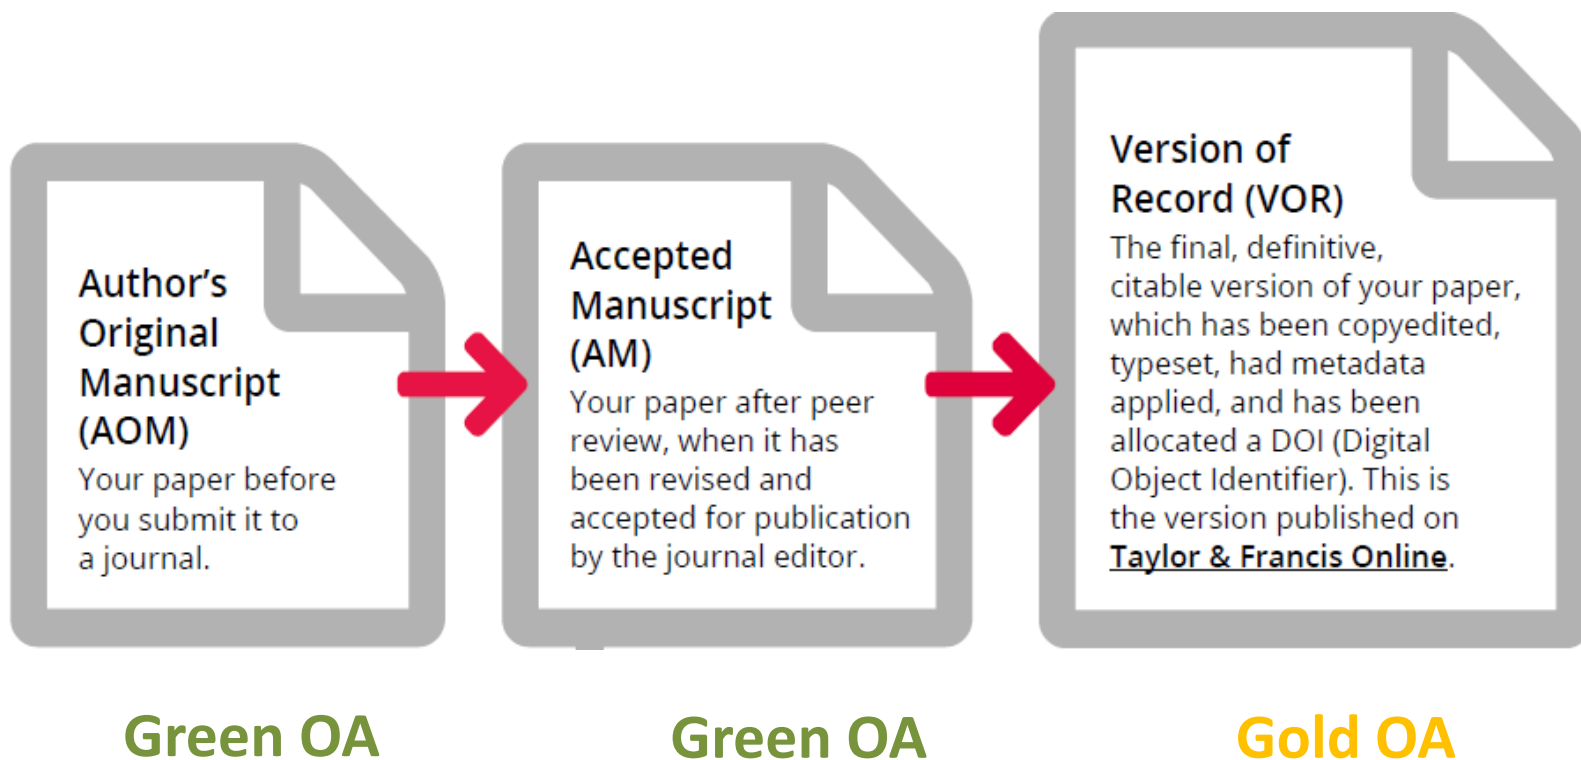 Author's
Original
Manuscript
(AOM)
Your paper before
you submit it to
a journal.
Accepted
Manuscript
(AM)
Your paper after peer
review, when it has
been revised and
accepted for publication
by the journal editor.
Version of
Record (VOR)
The final, definitive,
citable version of your paper,
which has been copyedited,
typeset, had metadata
applied, and has been
allocated a DOI (Digital
Object Identifier). This is
the version published on
Taylor & Francis Online.
Green OA
Green OA
Gold OA